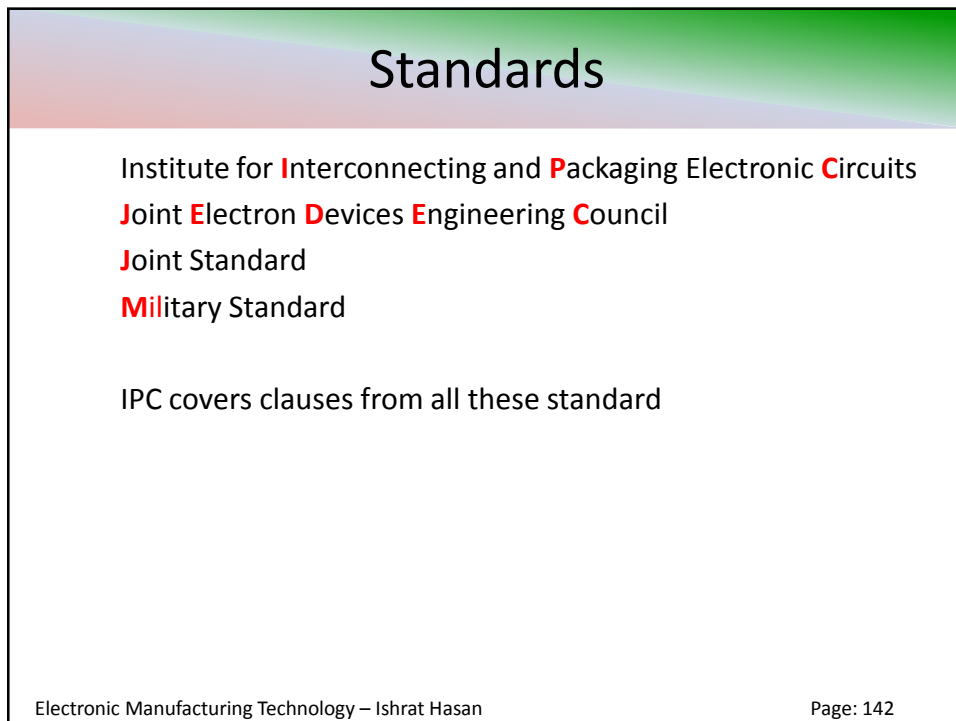 Standards
Institute for Interconnecting and Packaging Electronic Circuits
Joint Electron Devices Engineering Council
Joint Standard
Military Standard
IPC covers clauses from all these standard
Electronic Manufacturing Technology – Ishrat Hasan
Page: 142